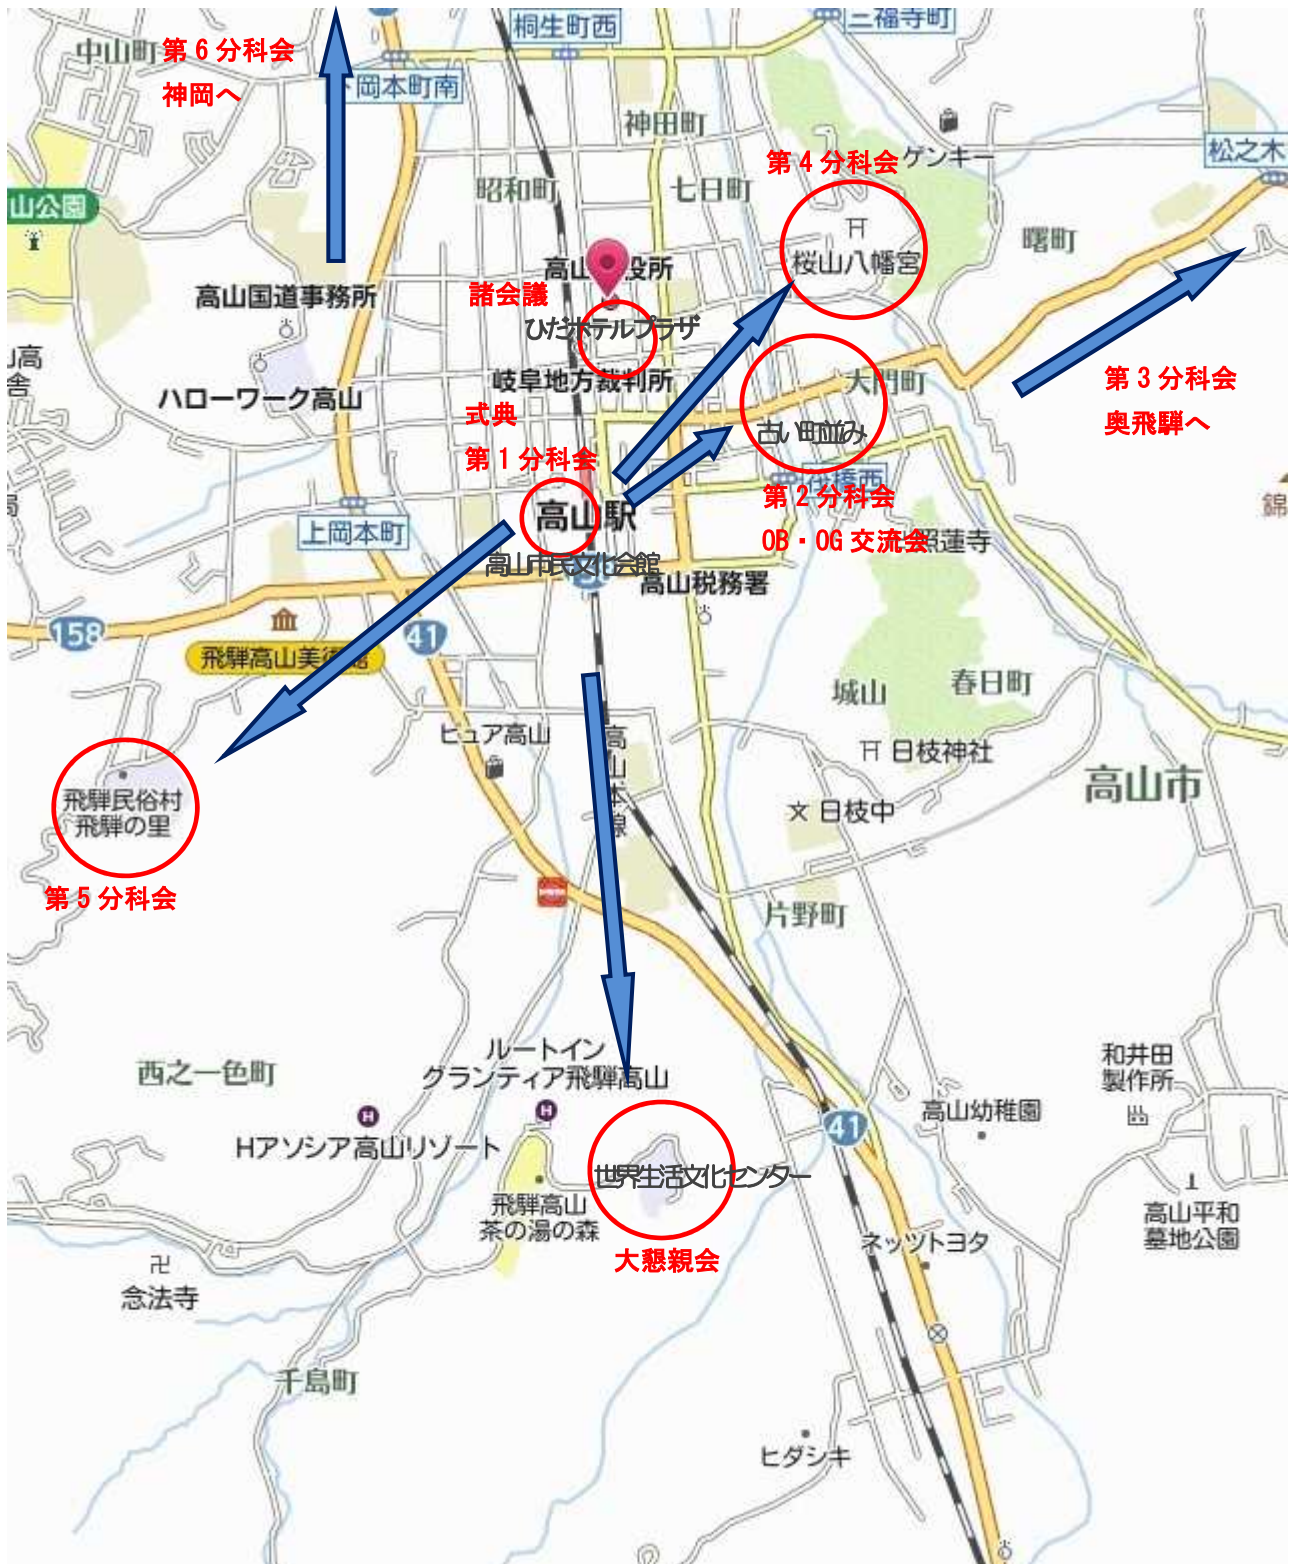 桐生町西
三福寺町
中山町
第6分科会
神岡へ
下岡本町南
神田町
松之木
第4分科会
ゲンキー
昭和町
七日町
山公園
桜山八幡宮
曙町
高山国道事務所
諸会議
ひだホテルプラザ
岐阜地方裁判所
大門町
第3分科会
奥飛騨へ
ハローワーク高山
式典
古い町並み
第1分科会
第2分科会
OB・OG交流会
照蓮寺
錦
高山駅
上岡本町
高山市民文化会館
高山税務署
158
41
飛騨高山美術館
城山
春日町
ピュア高山
高山本線
日枝神社
高山市
飛騨民俗村
飛騨の里
日枝中
第5分科会
片野町
西之一色町
ルートイン
グランティア飛騨高山
和井田
製作所
H
H
Hアソシア高山リゾート
41
高山幼稚園
世界生活文化センター
飛騨高山
茶の湯の森
高山平和
墓地公園
大懇親会
ネッツトヨタ
念法寺
千島町
ヒダシキ